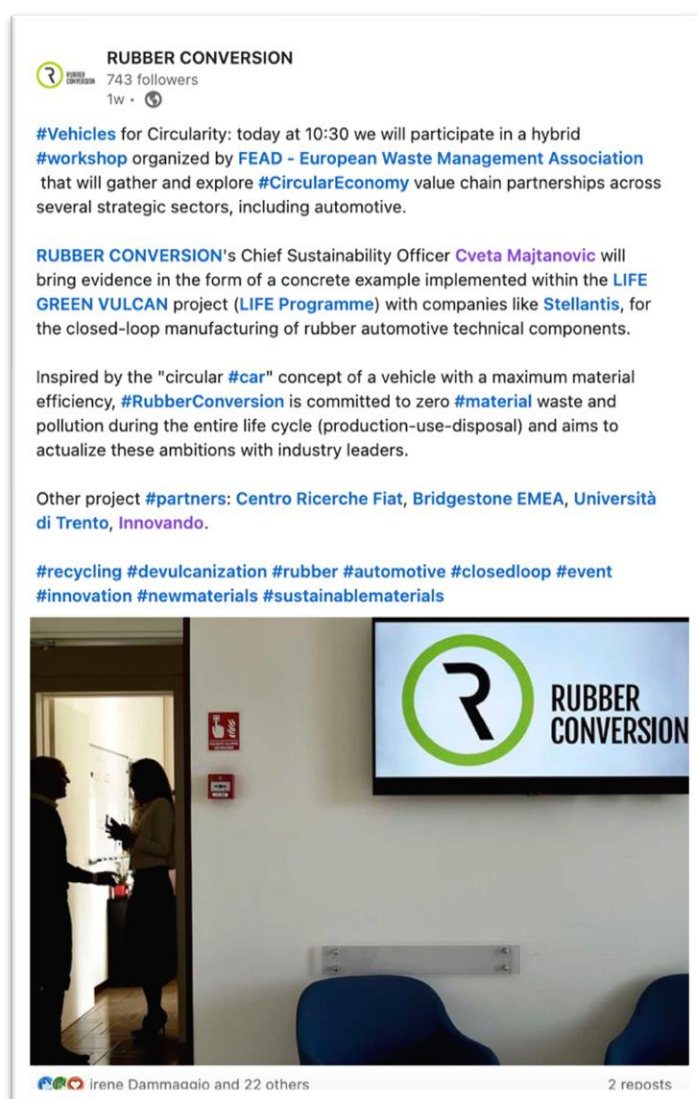 RUBBER CONVERSION
RUBBER
CONVERSION
743 followers
1w •
#Vehicles for Circularity: today at 10:30 we will participate in a hybrid
#workshop organized by FEAD - European Waste Management Association
that will gather and explore #CircularEconomy value chain partnerships across
several strategic sectors, including automotive.
RUBBER CONVERSION's Chief Sustainability Officer Cveta Majtanovic will
bring evidence in the form of a concrete example implemented within the LIFE
GREEN VULCAN project (LIFE Programme) with companies like Stellantis, for
the closed-loop manufacturing of rubber automotive technical components.
Inspired by the "circular #car" concept of a vehicle with a maximum material
efficiency, #RubberConversion is committed to zero #material waste and
pollution during the entire life cycle (production-use-disposal) and aims to
actualize these ambitions with industry leaders.
Other project #partners: Centro Ricerche Fiat, Bridgestone EMEA, Università
di Trento, Innovando.
#recycling #devulcanization #rubber #automotive #closedloop #event
#innovation #newmaterials #sustainablematerials
RUBBER
CONVERSION
irene Dammaggio and 22 others
2 reposts